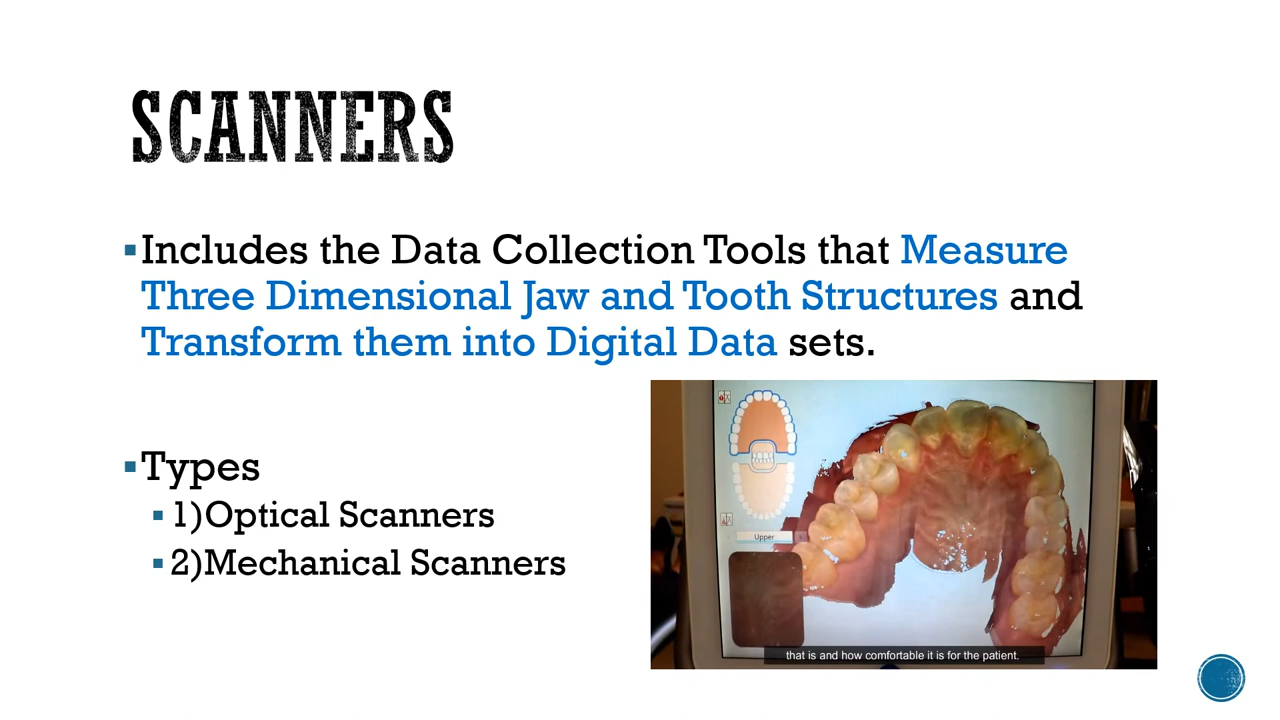 SCANNERS
▪Includes the Data Collection Tools that Measure
Three Dimensional Jaw and Tooth Structures and
Transform them into Digital Data sets.
▪Types
▪1)Optical Scanners
▪2)Mechanical Scanners
Upper
that is and how comfortable it is for the patient.